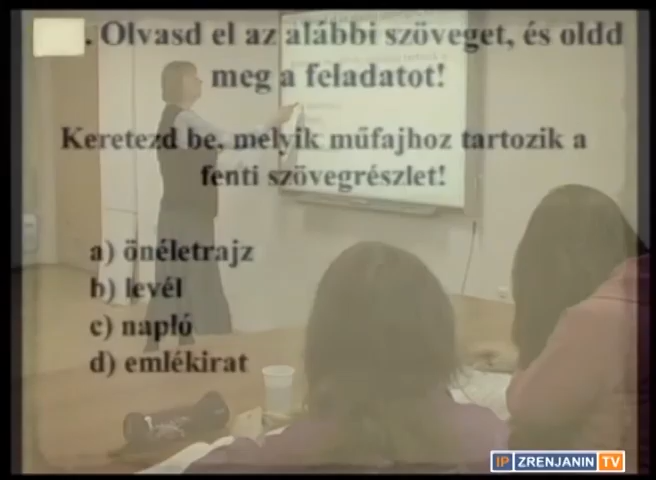 . Olvasd el az alábbi szöveget, és oldd
meg a feladatot!
Keretezd be, melyik műfajhoz tartozik a
fenti szövegrészlet!
a) önéletrajz
b) levél
c) napló
d) emlékirat
IP ZRENJANIN TV